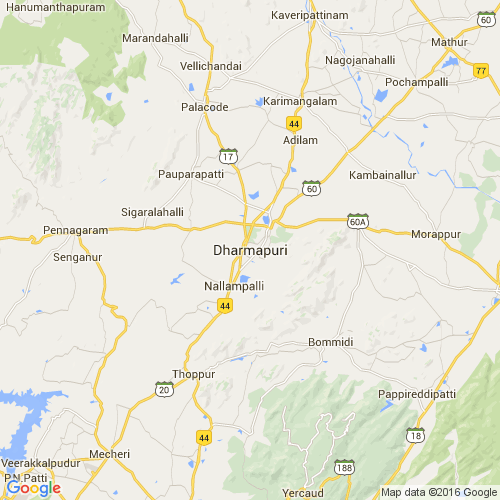 Hanumanthapuram
Kaveripattinam
60
Marandahalli
Mathur
Vellichandai
Nagojanahalli
77
Pochampalli
Palacode
Karimangalam
44
Adilam
17
Pauparapatti
60
Kambainallur
Sigaralahalli
60A
Pennagaram
Morappur
Dharmapuri
Senganur
Nallampalli
44
Bommidi
Thoppur
20
Pappireddipatti
18
44
Mecheri
Veerakkalpudur
188
P.N.Patti
Google
Yercaud
Map data ©2016 Google